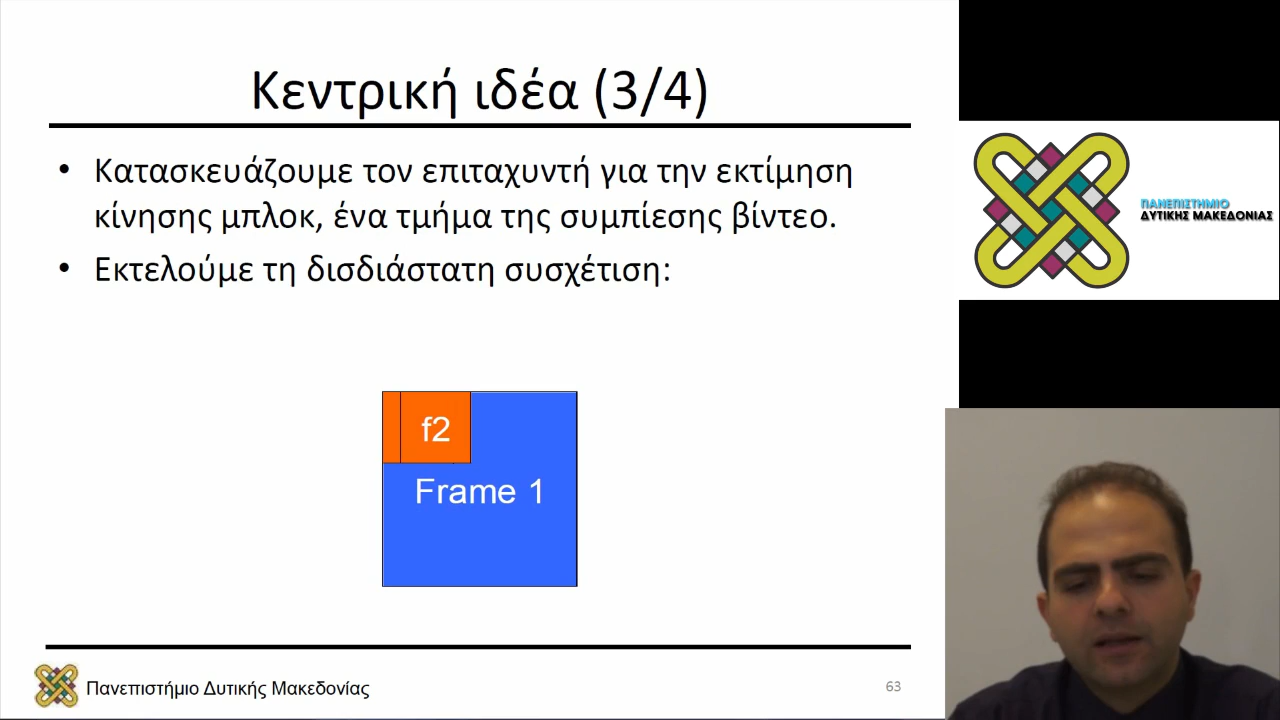 Κεντρική ιδέα (3/4)
• Κατασκευάζουμε τον επιταχυντή για την εκτίμηση
κίνησης μπλοκ, ένα τμήμα της συμπίεσης βίντεο.
• Εκτελούμε τη δισδιάστατη συσχέτιση:
f2
Frame 1
Πανεπιστήμιο Δυτικής Μακεδονίας
63
ΠΑΝΕΠΙΣΤΗΜΙΟ
ΔΥΤΙΚΗΣ ΜΑΚΕΔΟΝΙΑΣ